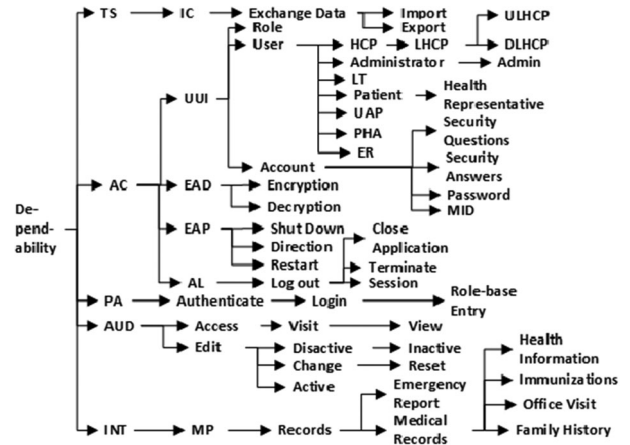 TS IC Exchange Data Import ULHCP
Export
Role
User HCP LHCP DLHCP
Administrator Admin
LT
Health
UUI Patient Representative
UAP Security
PHA Questions
ER Security
Account Answers
AC EAD Encryption Password
Decryption MID
De-
pend-
ability
EAP Shut Down Close
Direction Application
Restart Terminate
AL Log out Session
PA Authenticate Login Role-base
Entry
AUD Access Visit View
Edit Disactive Inactive Health
Information
Change Reset
Active Emergency Immunizations
Report
Medical Office Visit
INT MP Records Records Family History